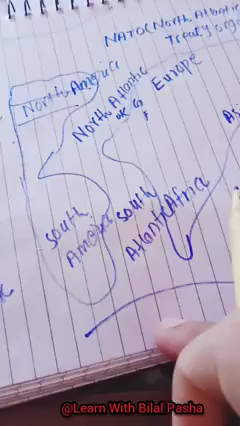 NATO(North Atlantic
Treaty orga
North America
North Atlantic
UK G
F
Europe
South
America
South
Atlantic
Africa
@Learn With Bilal Pasha